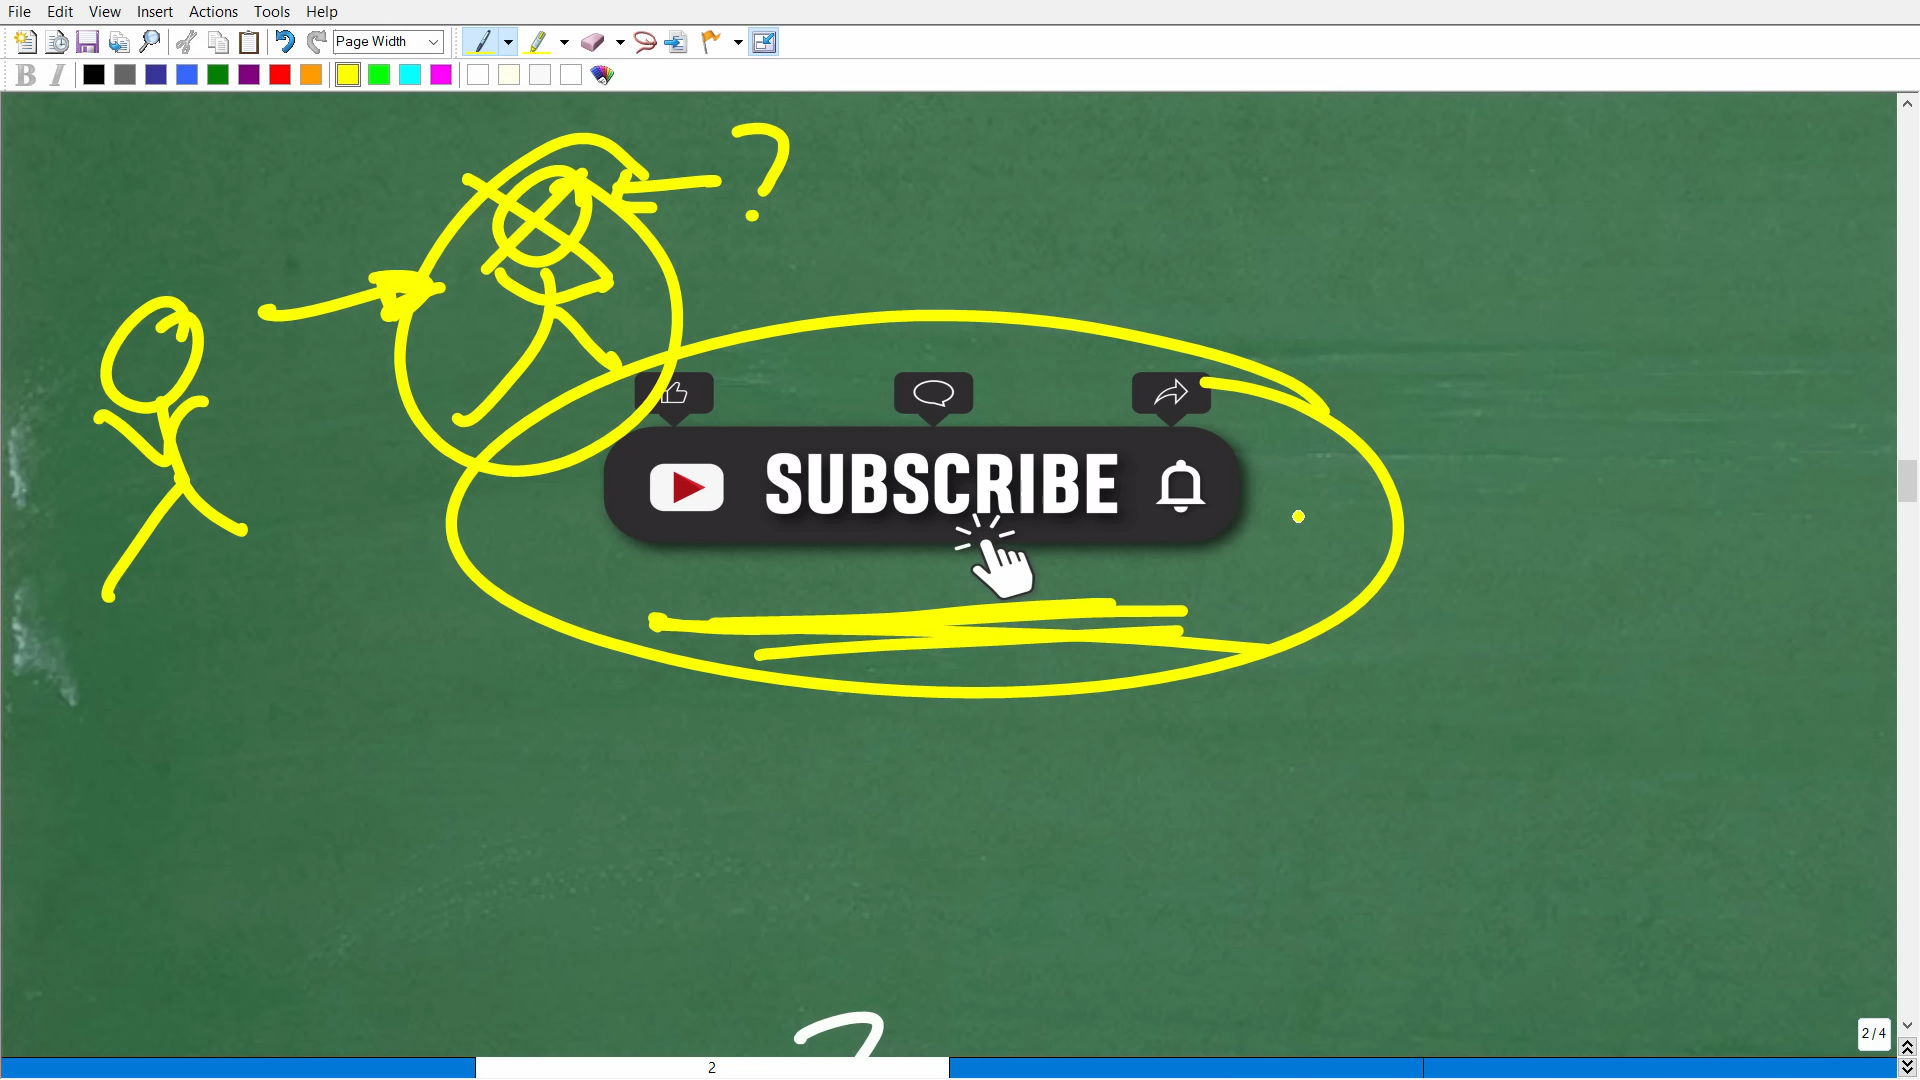 File Edit View Insert Actions Tools Help
Page Width
B I
?
SUBSCRIBE
2 / 4
2